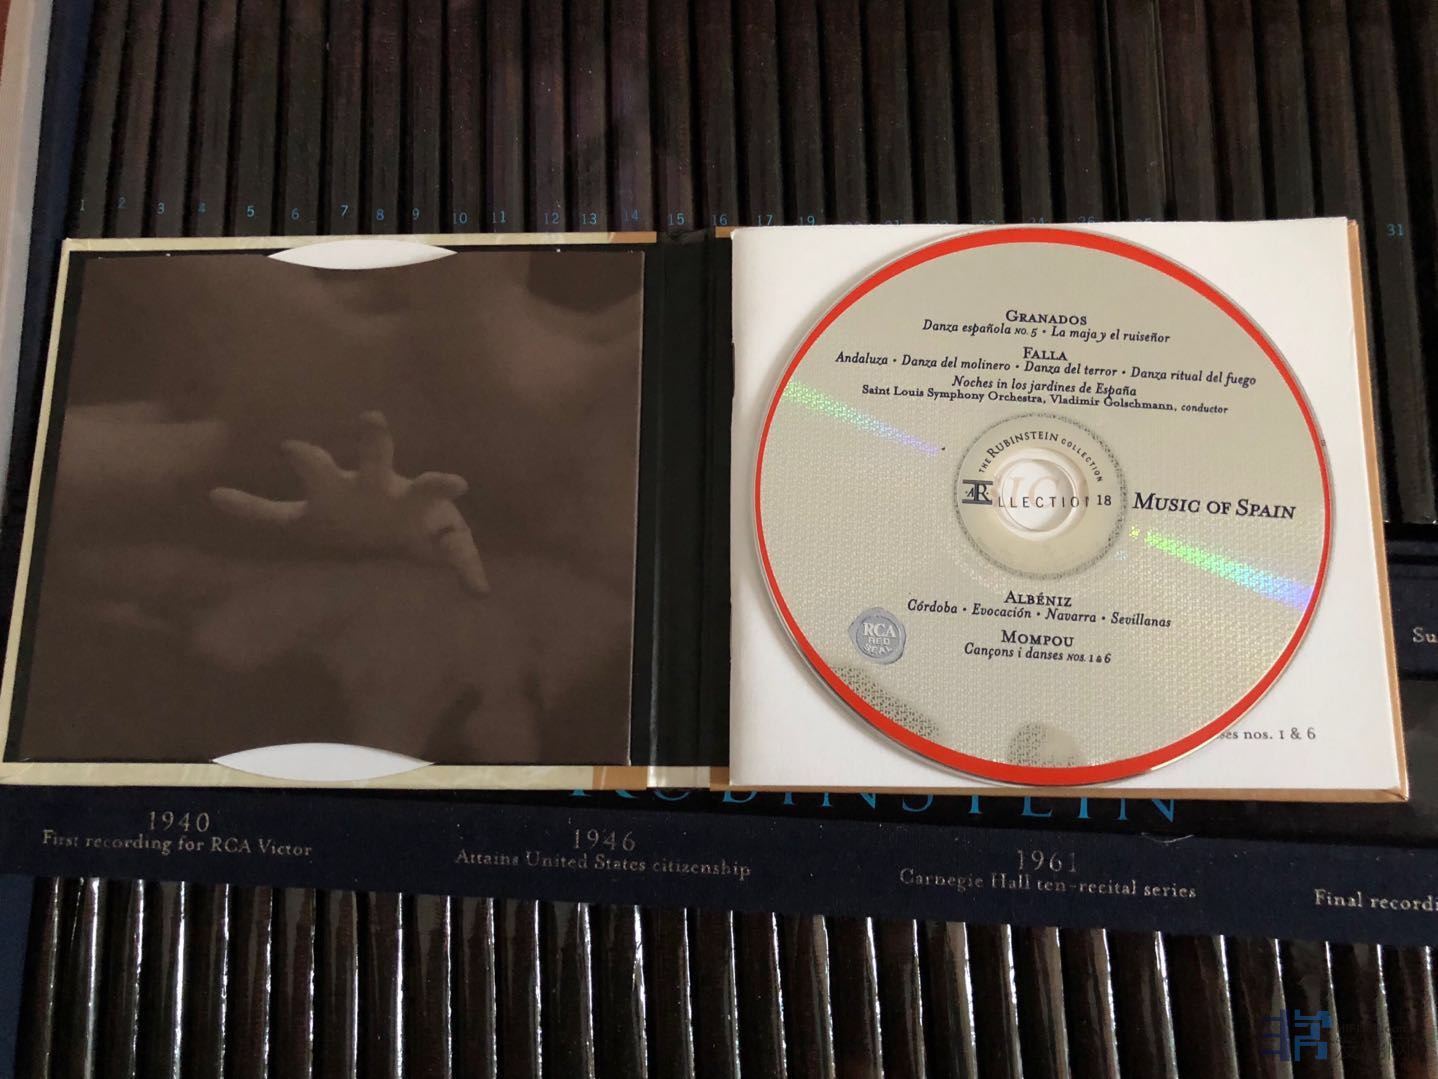 1 2 3 4 5 6 7 8 9 10 11 12 13 14 15 16 17 19
31
GRANADOS
Danza española NO. 5 • La maja y el ruiseñor
FALLA
Andaluza • Danza del molinero • Danza del terror • Danza ritual del fuego
Noches in los jardines de España
Saint Louis Symphony Orchestra, Vladimir Golschmann, conductor
THE RUBINSTEIN COLLECTION
AR
LLECTION 18
MUSIC OF SPAIN
ALBÉNIZ
Córdoba • Evocación • Navarra • Sevillanas
MOMPOU
Cançons i danses NOS. 1 & 6
RCA
RED
SEAL
nos. 1 & 6
RUBINSTEIN
1940
First recording for RCA Victor
1946
Attains United States citizenship
1961
Carnegie Hall ten-recital series
Su
Final recordi